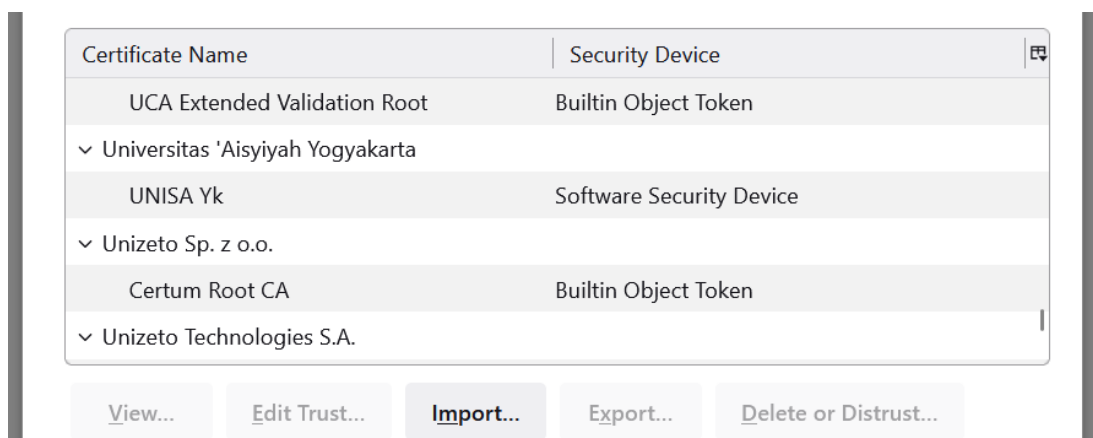 Certificate Name Security Device
UCA Extended Validation Root Builtin Object Token
Universitas 'Aisyiyah Yogyakarta
UNISA Yk Software Security Device
Unizeto Sp. z o.o.
Certum Root CA Builtin Object Token
Unizeto Technologies S.A.
View... Edit Trust... Import... Export... Delete or Distrust...